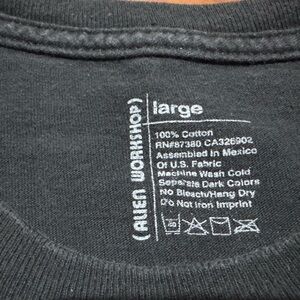 (ALIEN WORKSHOP)
large
100% Cotton
RN#87380 CA326902
Assembled in Mexico
Of U.S. Fabric
Machine Wash Cold
Separate Dark Colors
No Bleach/Hang Dry
Do Not Iron Imprint